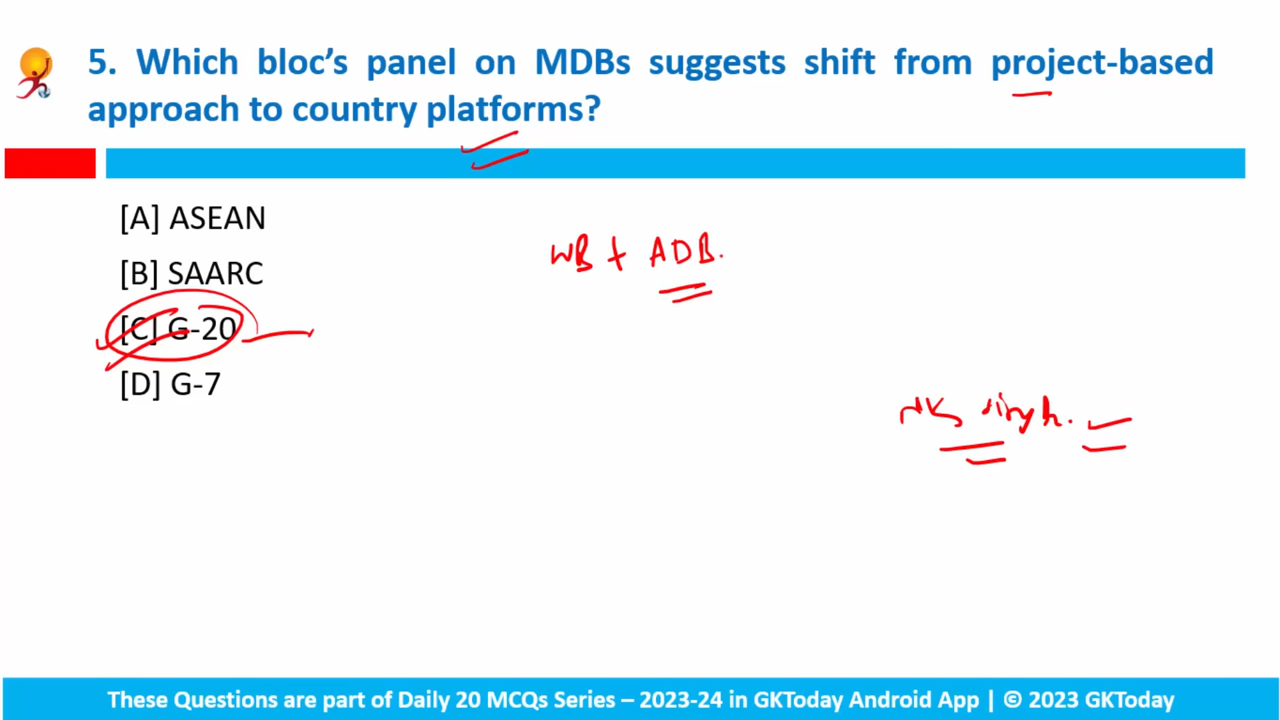 5. Which bloc's panel on MDBs suggests shift from project-based
approach to country platforms?
[A] ASEAN
[B] SAARC
WB + ADB.
[C] G-20
[D] G-7
NK singh.
These Questions are part of Daily 20 MCQs Series – 2023-24 in GKToday Android App | © 2023 GKToday